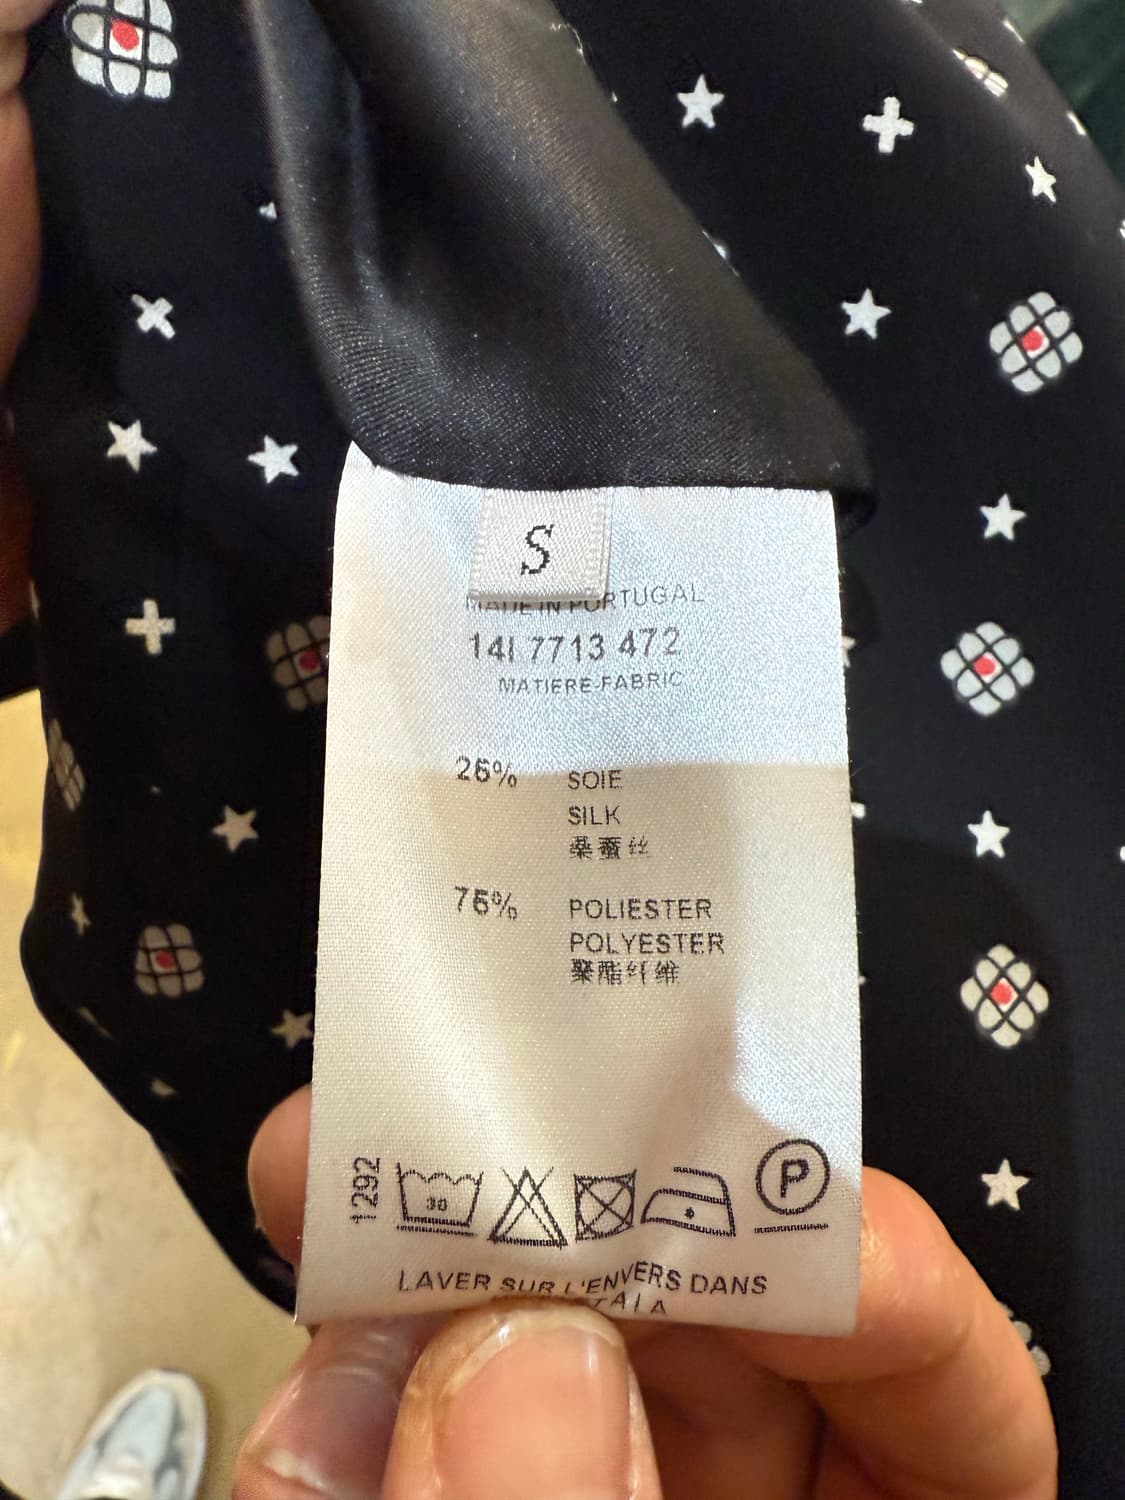 S
MADE IN PORTUGAL
14I 7713 472
MATIERE-FABRIC
26% SOIE
SILK
桑蚕丝
75% POLIESTER
POLYESTER
聚酯纤维
1292
30
P
LAVER SUR L'ENVERS DANS